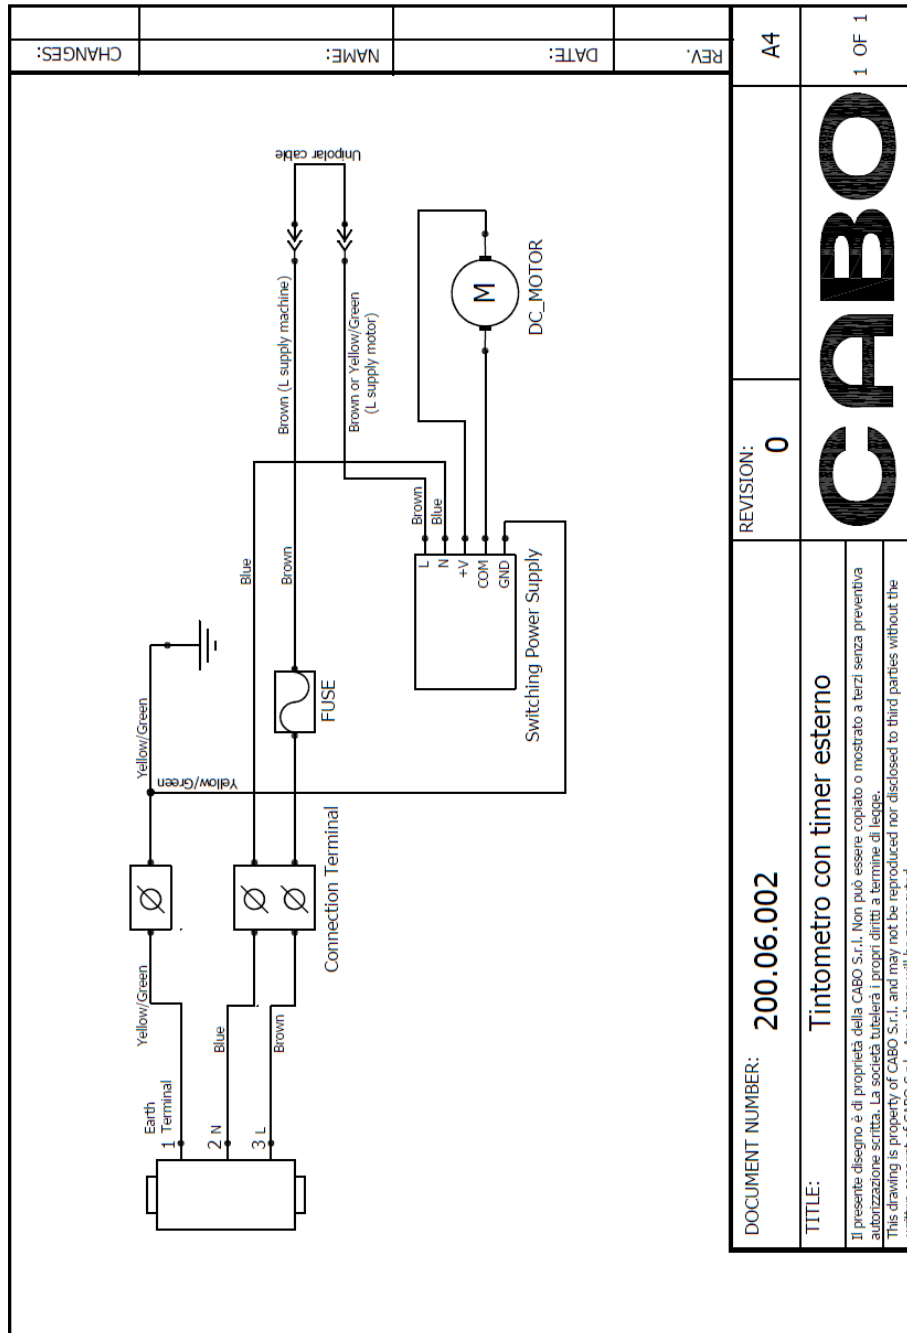 CHANGES:
NAME:
DATE:
REV.
Earth
1 Terminal
2 N
3 L
Yellow/Green
Blue
Brown
Connection Terminal
Yellow/Green
Yellow/Green
FUSE
Blue
Brown
Brown (L supply machine)
Brown or Yellow/Green
(L supply motor)
Unipolar cable
Brown
Blue
L
N
+V
COM
GND
Switching Power Supply
M
DC_MOTOR
DOCUMENT NUMBER: 200.06.002
REVISION:
0
A4
TITLE:
Tintometro con timer esterno
CABO
1 OF 1
Il presente disegno è di proprietà della CABO S.r.l. Non può essere copiato o mostrato a terzi senza preventiva
autorizzazione scritta. La società tutelerà i propri diritti a termine di legge.
This drawing is property of CABO S.r.l. and may not be reproduced nor disclosed to third parties without the